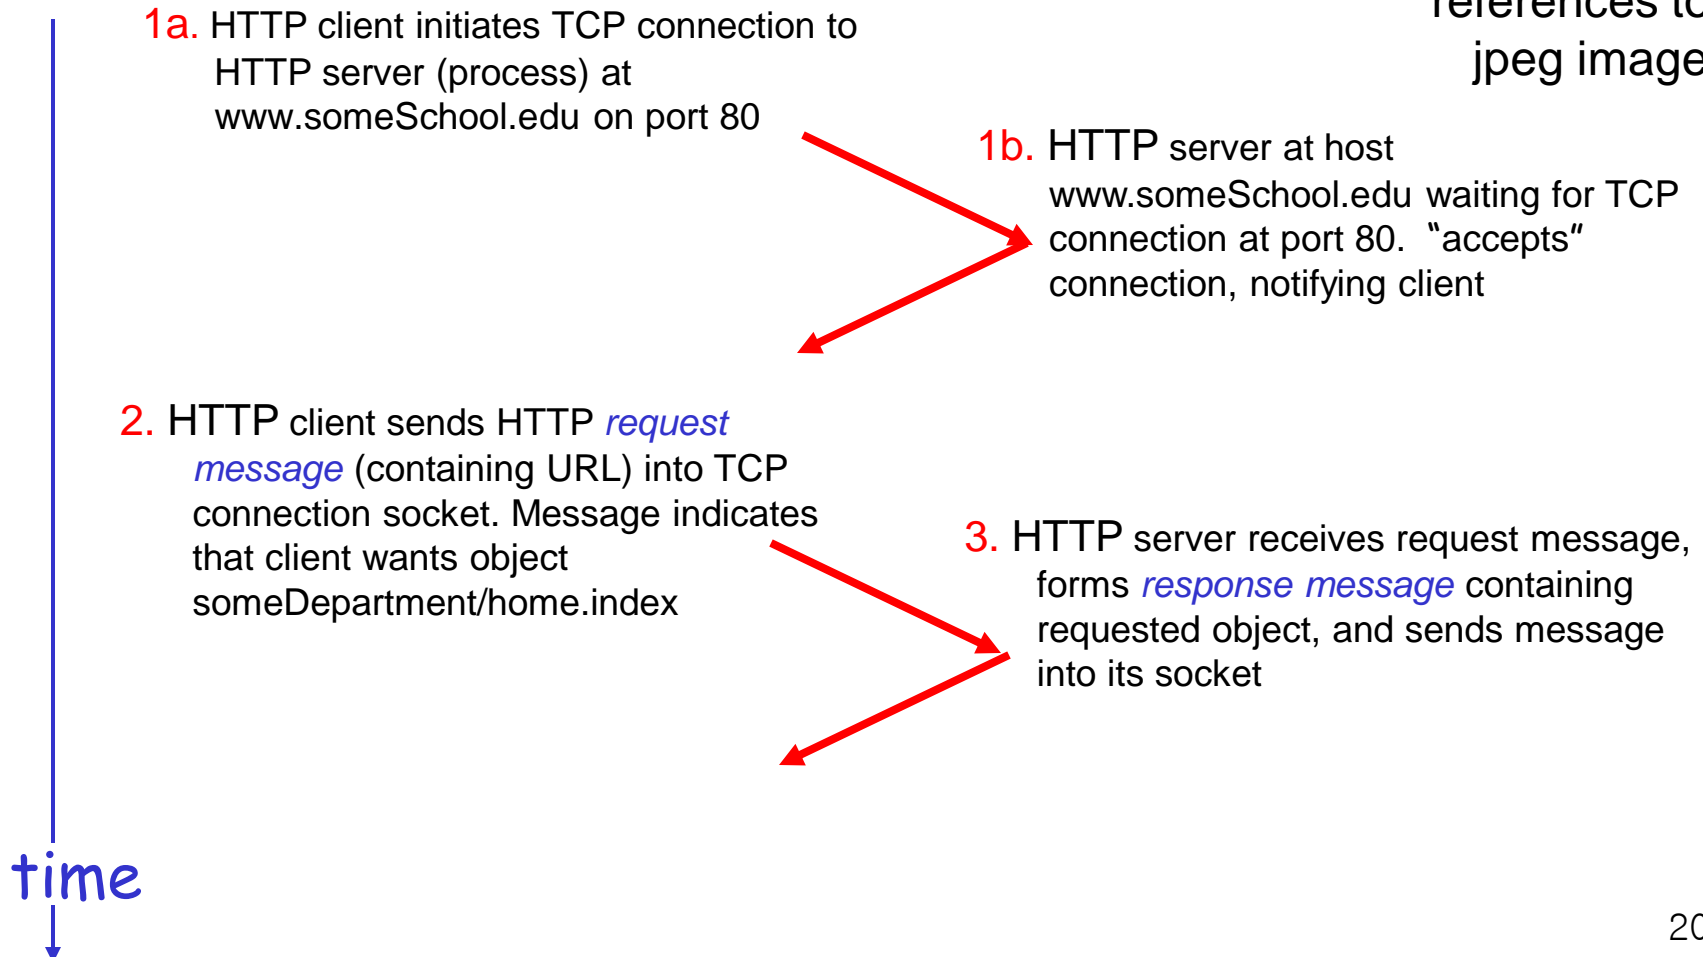 references to
jpeg image
1a. HTTP client initiates TCP connection to
HTTP server (process) at
www.someSchool.edu on port 80
1b. HTTP server at host
www.someSchool.edu waiting for TCP
connection at port 80. “accepts”
connection, notifying client
2. HTTP client sends HTTP request
message (containing URL) into TCP
connection socket. Message indicates
that client wants object
someDepartment/home.index
3. HTTP server receives request message,
forms response message containing
requested object, and sends message
into its socket
time
20